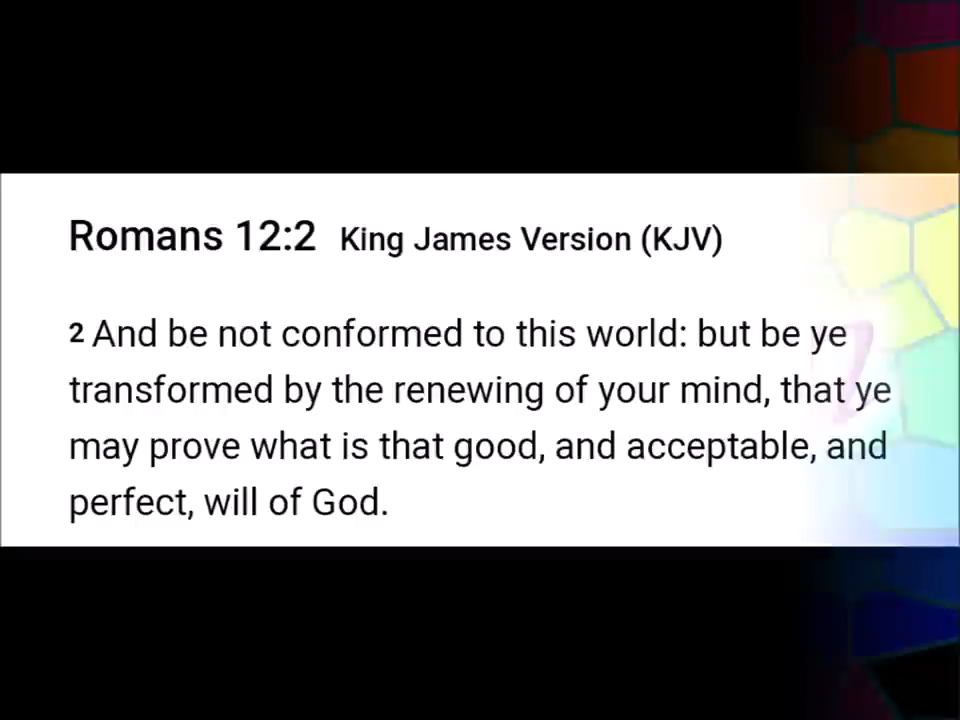 Romans 12:2 King James Version (KJV)
2 And be not conformed to this world: but be ye
transformed by the renewing of your mind, that ye
may prove what is that good, and acceptable, and
perfect, will of God.